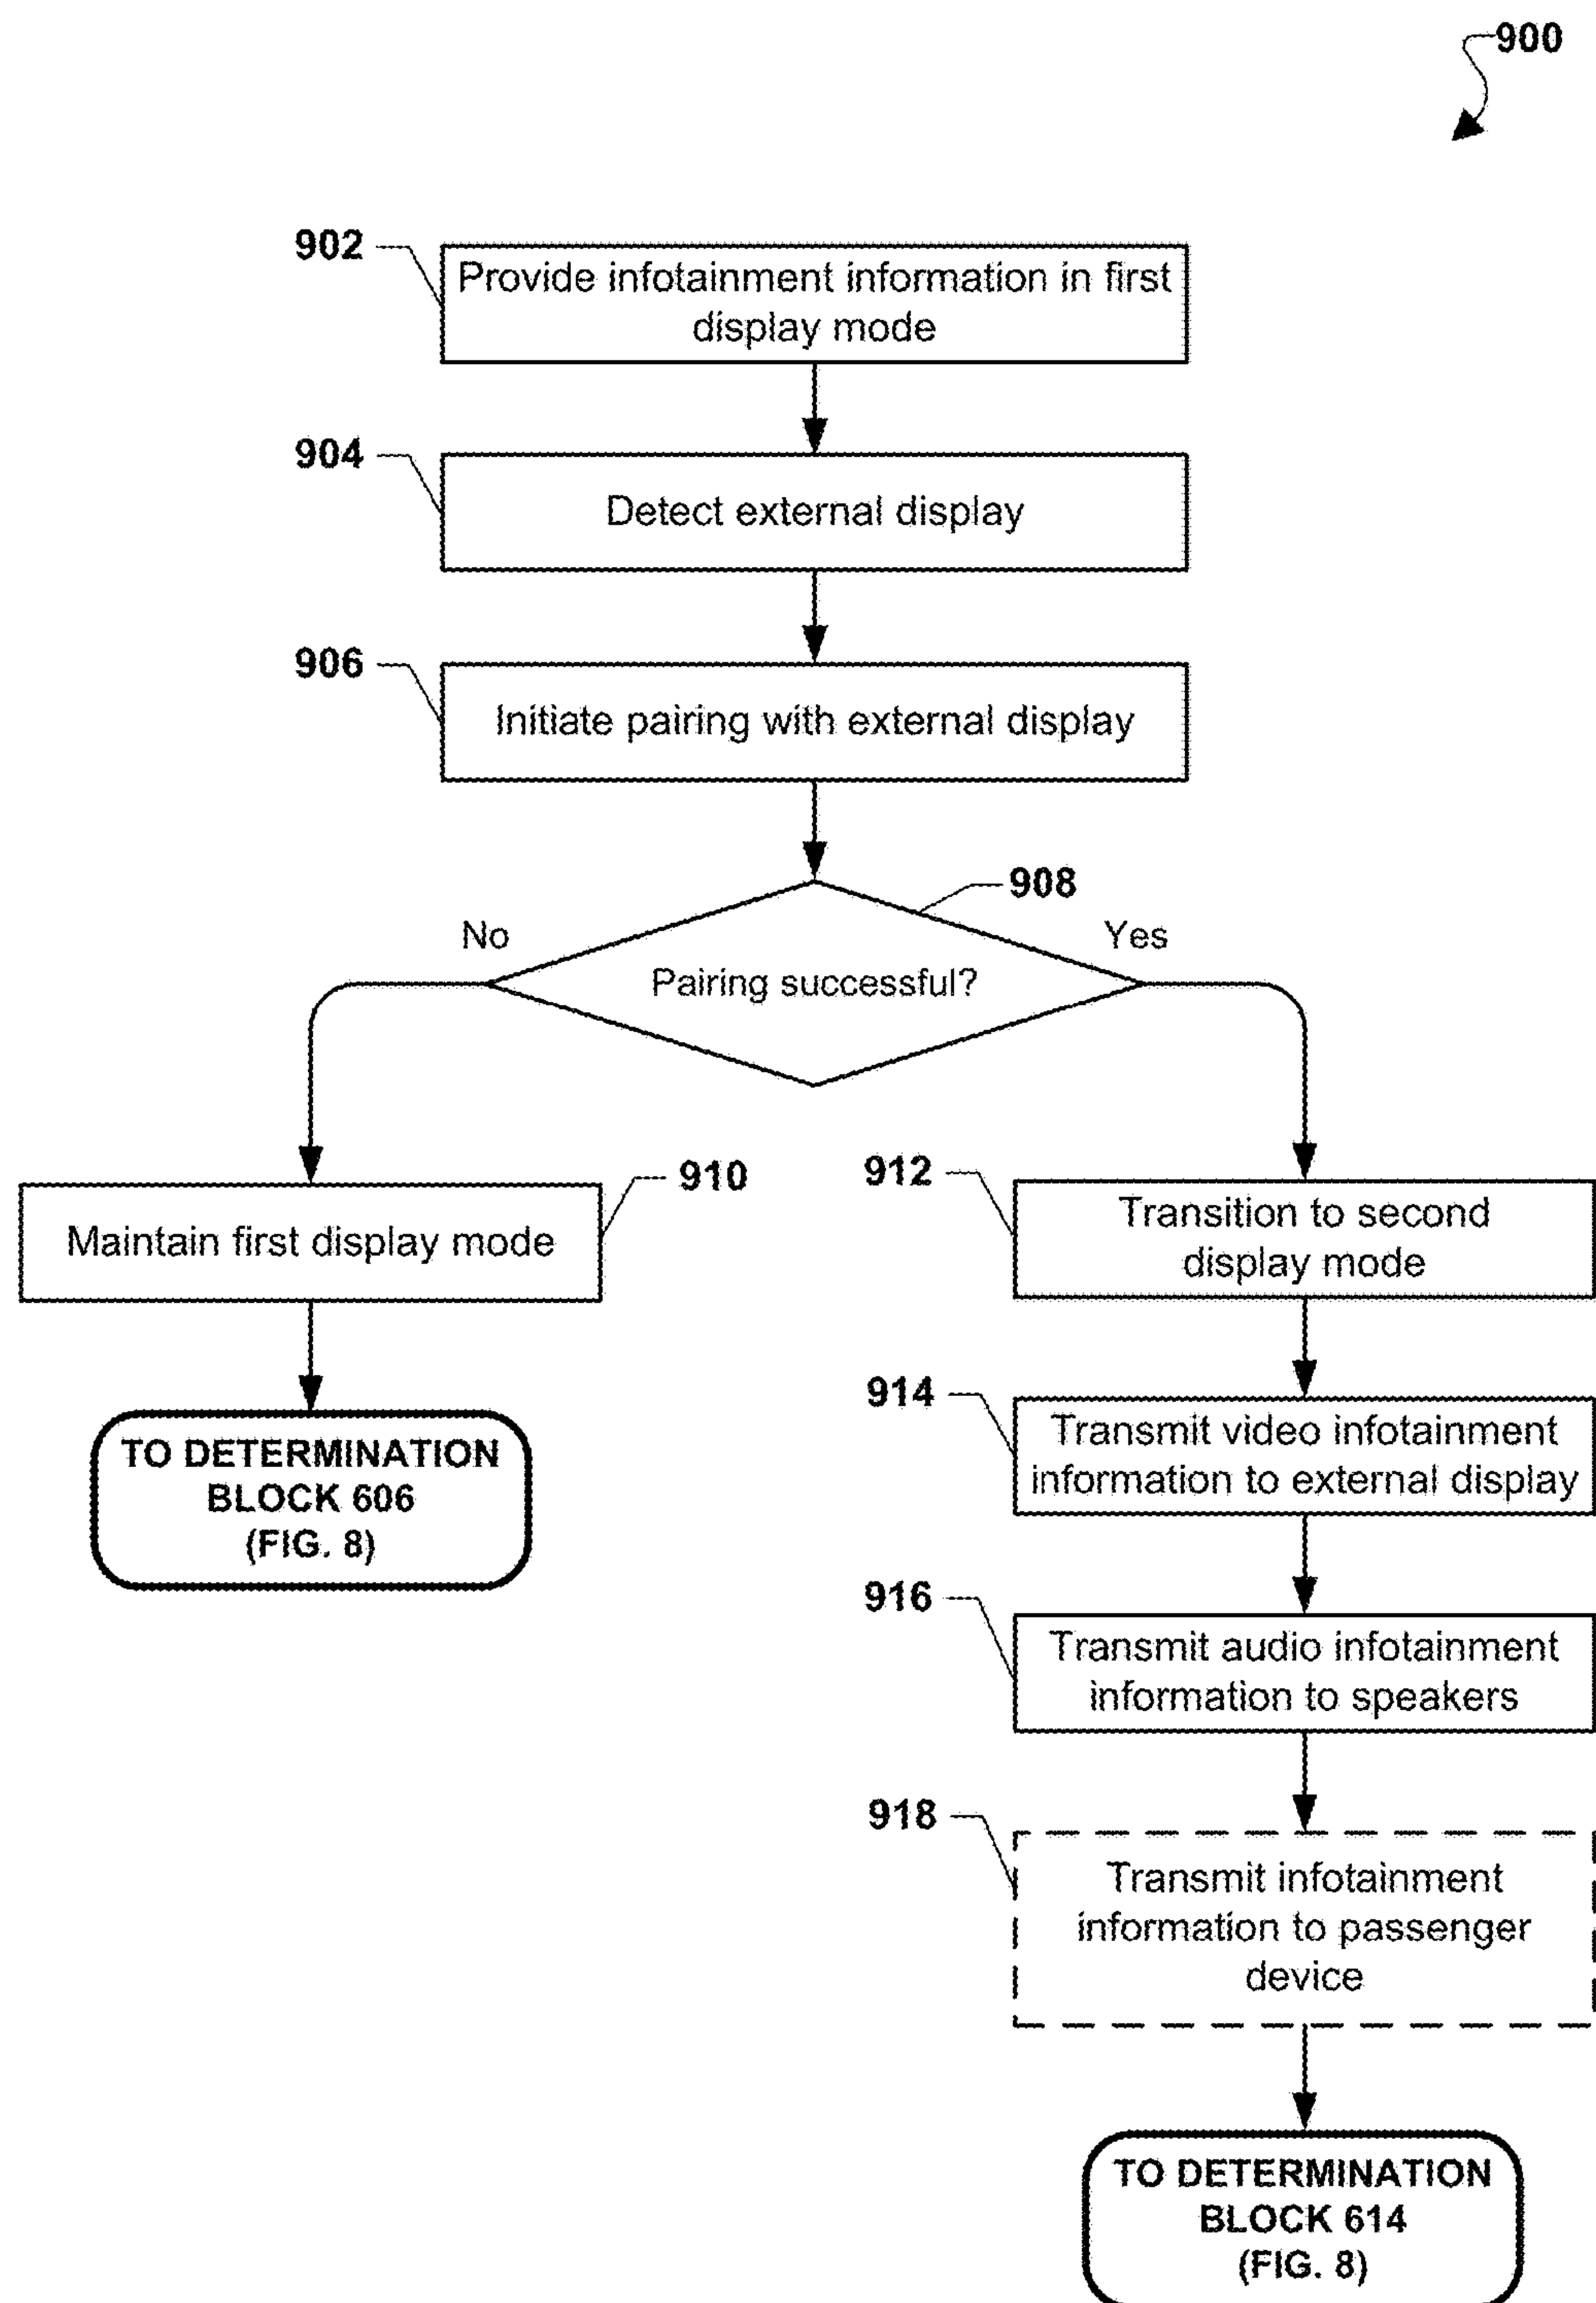 900
902
Provide infotainment information in first
display mode
904
Detect external display
906
Initiate pairing with external display
908
No
Yes
Pairing successful?
910
Maintain first display mode
TO DETERMINATION
BLOCK 606
(FIG. 8)
912
Transition to second
display mode
914
Transmit video infotainment
information to external display
916
Transmit audio infotainment
information to speakers
918
Transmit infotainment
information to passenger
device
TO DETERMINATION
BLOCK 614
(FIG. 8)